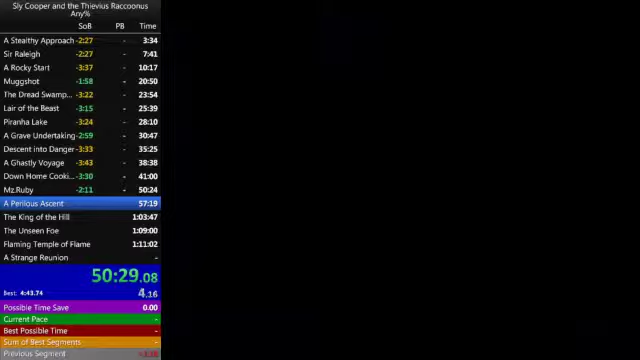 Sly Cooper and the Thievius Raccoonus
Any%
SoB PB Time
A Stealthy Approach -2:27 - 3:34
Sir Raleigh -2:27 - 7:41
A Rocky Start -3:37 - 10:17
Muggshot -1:58 - 20:50
The Dread Swamp... -3:22 - 23:54
Lair of the Beast -3:15 - 25:39
Piranha Lake -3:24 - 28:10
A Grave Undertaking -2:59 - 30:47
Descent into Danger -3:33 - 35:25
A Ghastly Voyage -3:43 - 38:38
Down Home Cooki... -3:30 - 41:00
Mz.Ruby -2:11 - 50:24
A Perilous Ascent 57:19
The King of the Hill 1:03:47
The Unseen Foe 1:09:00
Flaming Temple of Flame 1:11:02
A Strange Reunion -
50:29.08
Best: 4:43.74 4.16
Possible Time Save 0.00
Current Pace -
Best Possible Time -
Sum of Best Segments -
Previous Segment